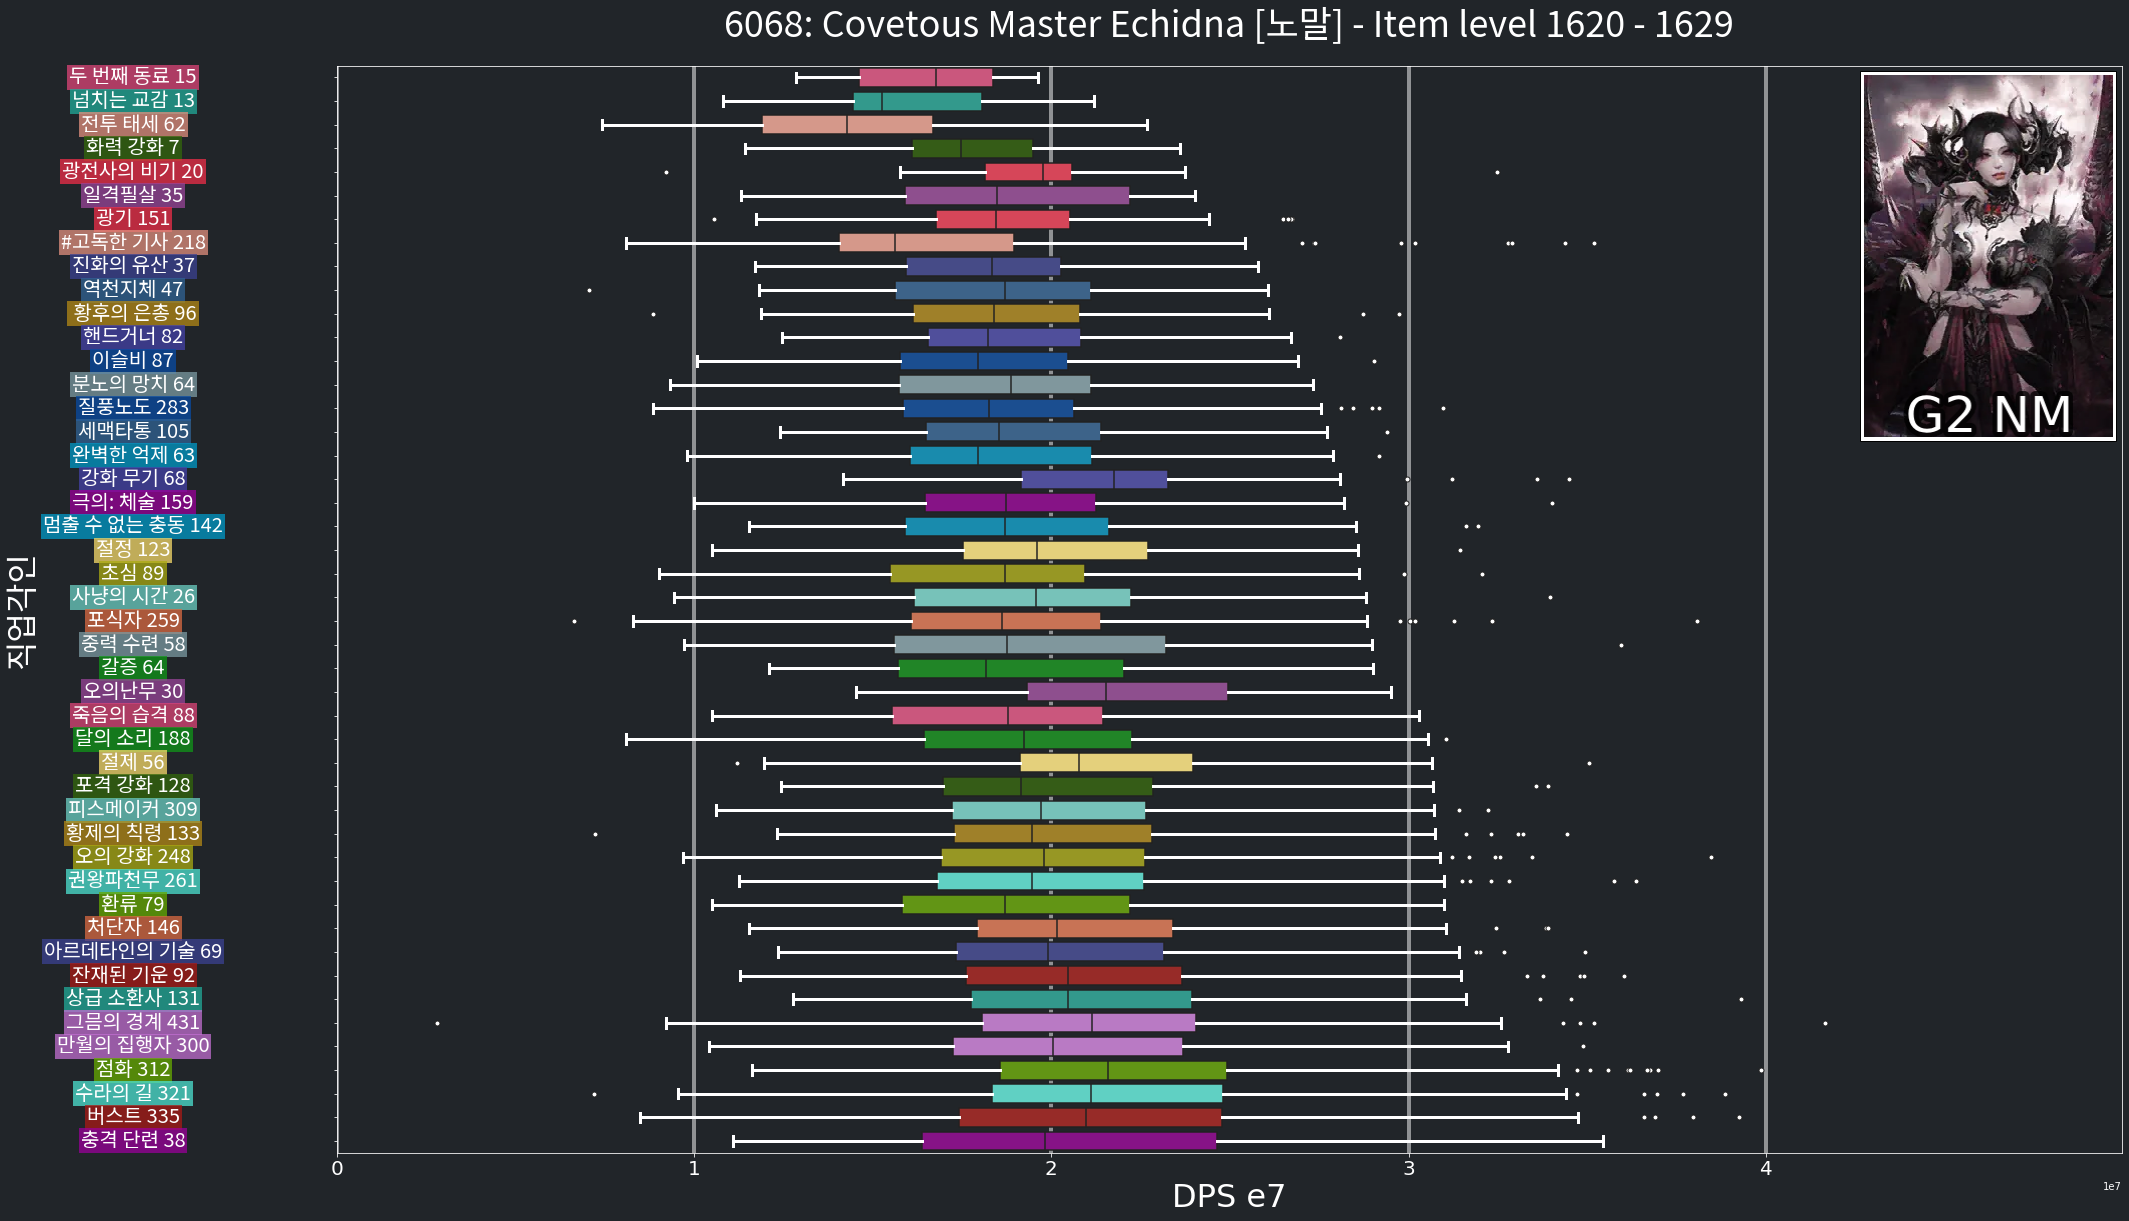 6068: Covetous Master Echidna [노말] - Item level 1620 - 1629
두 번째 동료 15
넘치는 교감 13
전투 태세 62
화력 강화 7
광전사의 비기 20
일격필살 35
광기 151
#고독한 기사 218
진화의 유산 37
역천지체 47
황후의 은총 96
핸드거너 82
이슬비 87
분노의 망치 64
질풍노도 283
세맥타통 105
완벽한 억제 63
강화 무기 68
극의: 체술 159
멈출 수 없는 충동 142
절정 123
초심 89
사냥의 시간 26
포식자 259
중력 수련 58
갈증 64
오의난무 30
죽음의 습격 88
달의 소리 188
절제 56
포격 강화 128
피스메이커 309
황제의 칙령 133
오의 강화 248
권왕파천무 261
환류 79
처단자 146
아르데타인의 기술 69
잔재된 기운 92
상급 소환사 131
그믐의 경계 431
만월의 집행자 300
점화 312
수라의 길 321
버스트 335
충격 단련 38
직업각인
G2 NM
0 1 2 3 4
DPS e7
1e7